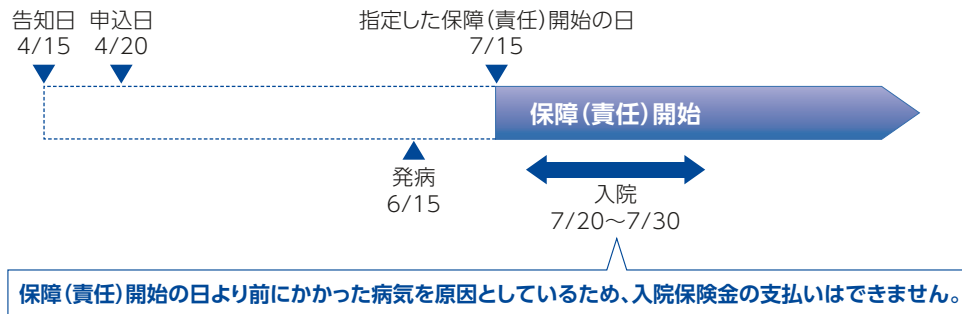 告知日 申込日 指定した保障(責任)開始の日
4/15 4/20 7/15
保障(責任)開始
発病
6/15
入院
7/20～7/30
保障(責任)開始の日より前にかかった病気を原因としているため、入院保険金の支払いはできません。